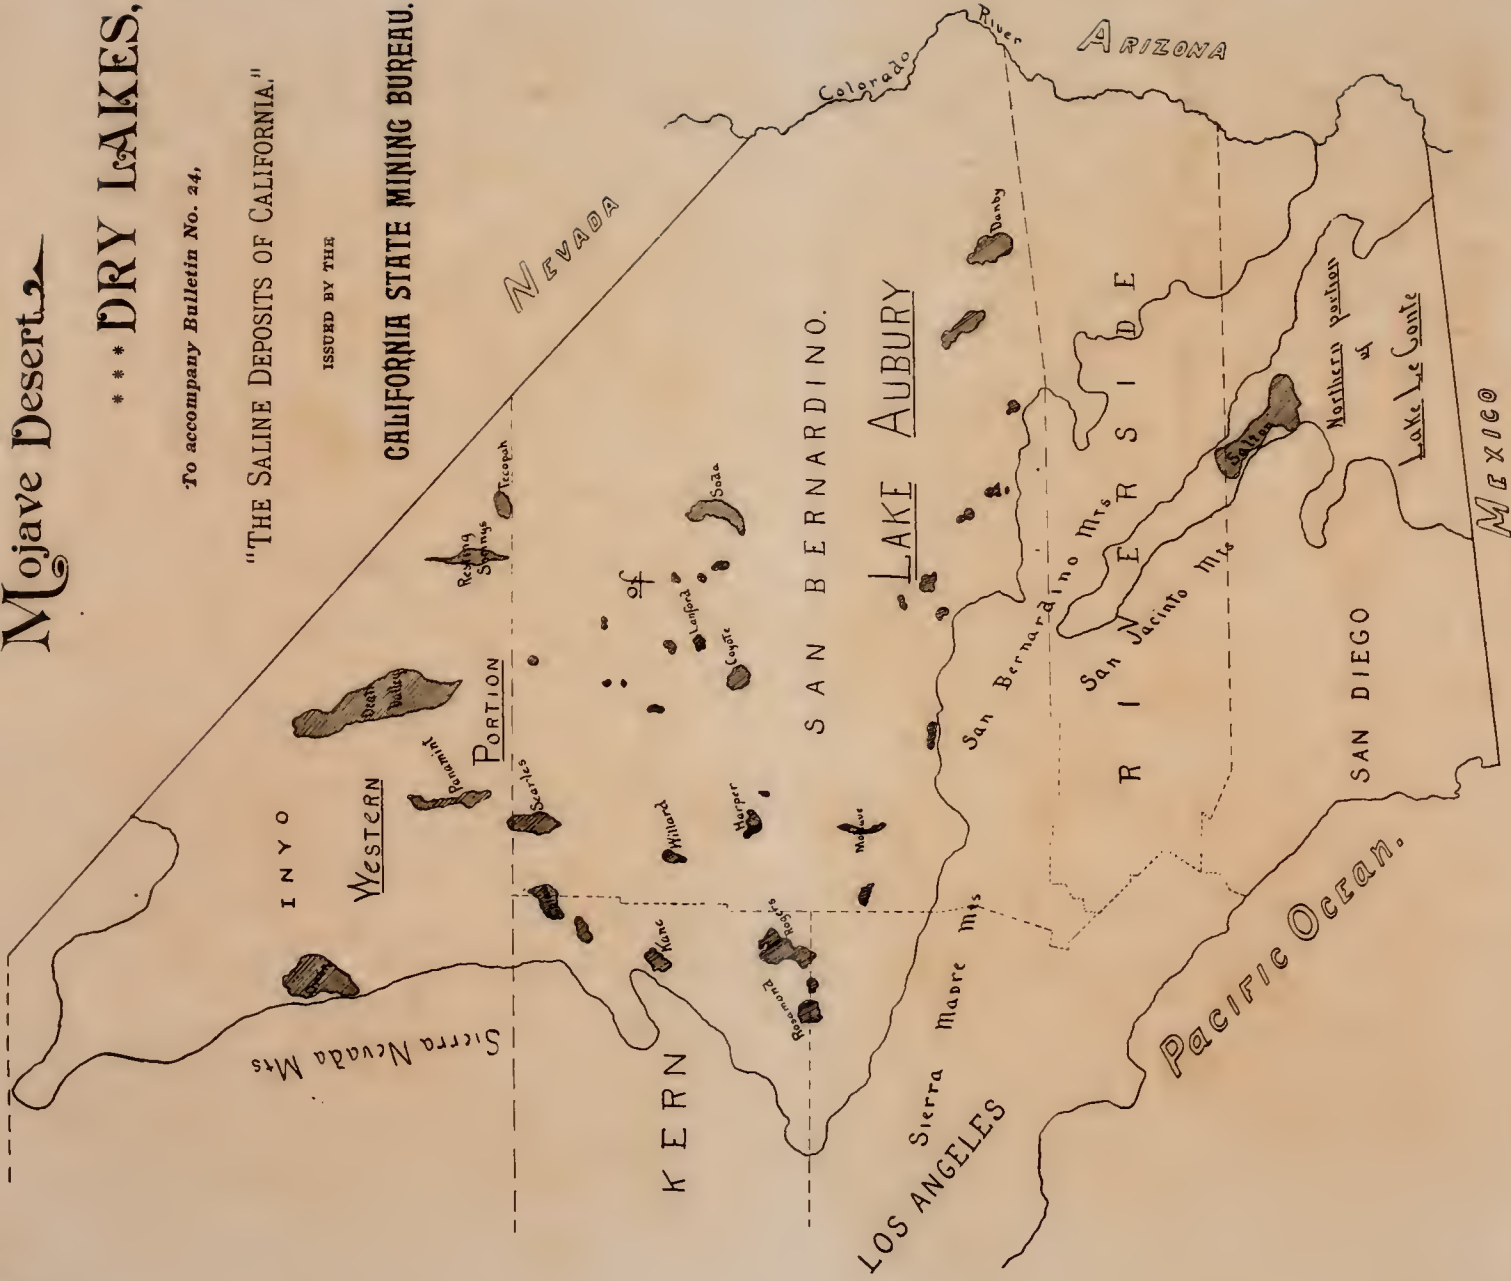 Mojave Desert
*** DRY LAKES,
To accompany Bulletin No. 24,
"THE SALINE DEPOSITS OF CALIFORNIA."
ISSUED BY THE
CALIFORNIA STATE MINING BUREAU.
NEVADA
ARIZONA
Colorado
River
INYO
WESTERN
PORTION
of
LAKE AUBURY
Owens
Death
Valley
Panamint
Resting
Springs
Tecopah
Searles
Sierra Nevada Mts
Salt
Kane
Willard
Harper
Lanford
Coyote
Soda
SAN BERNARDINO.
Danby
KERN
Rogers
Rosamond
Mohave
San Bernardino Mts
San Jacinto Mts
RIVERSIDE
Salton
Northern portion
of
Lake Le Conte
Sierra Madre Mts
LOS ANGELES
SAN DIEGO
PACIFIC OCEAN.
MEXICO